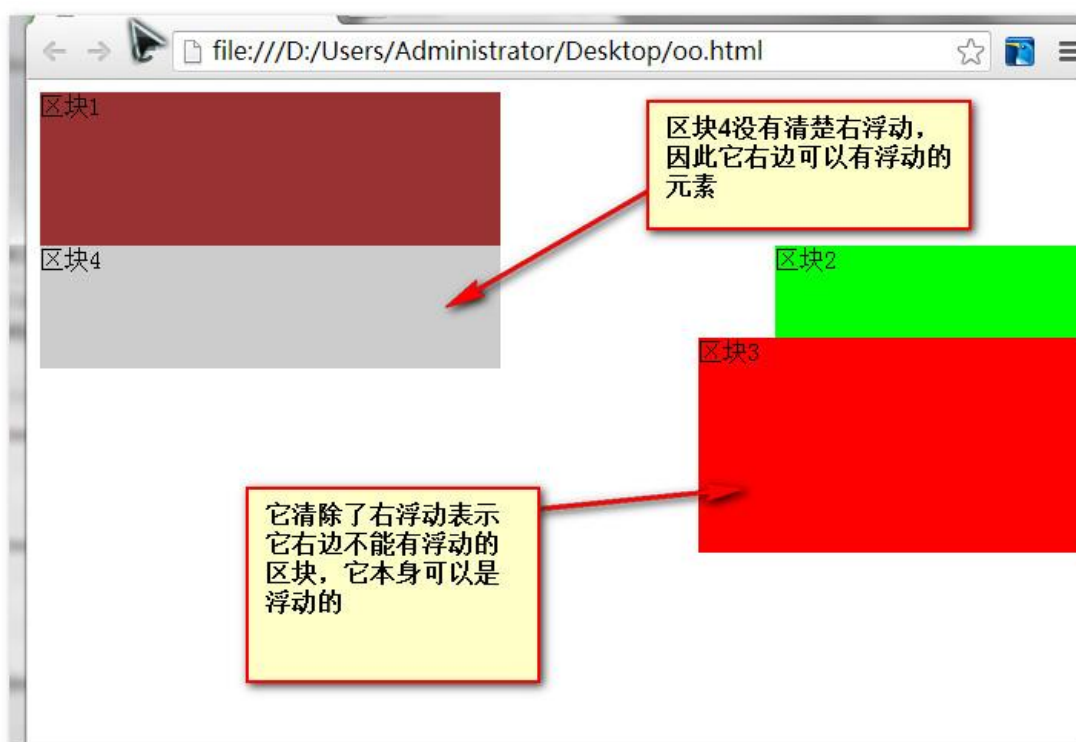 file:///D:/Users/Administrator/Desktop/oo.html
区块1
区块4没有清楚右浮动，
因此它右边可以有浮动的
元素
区块4
区块2
区块3
它清除了右浮动表示
它右边不能有浮动的
区块，它本身可以是
浮动的